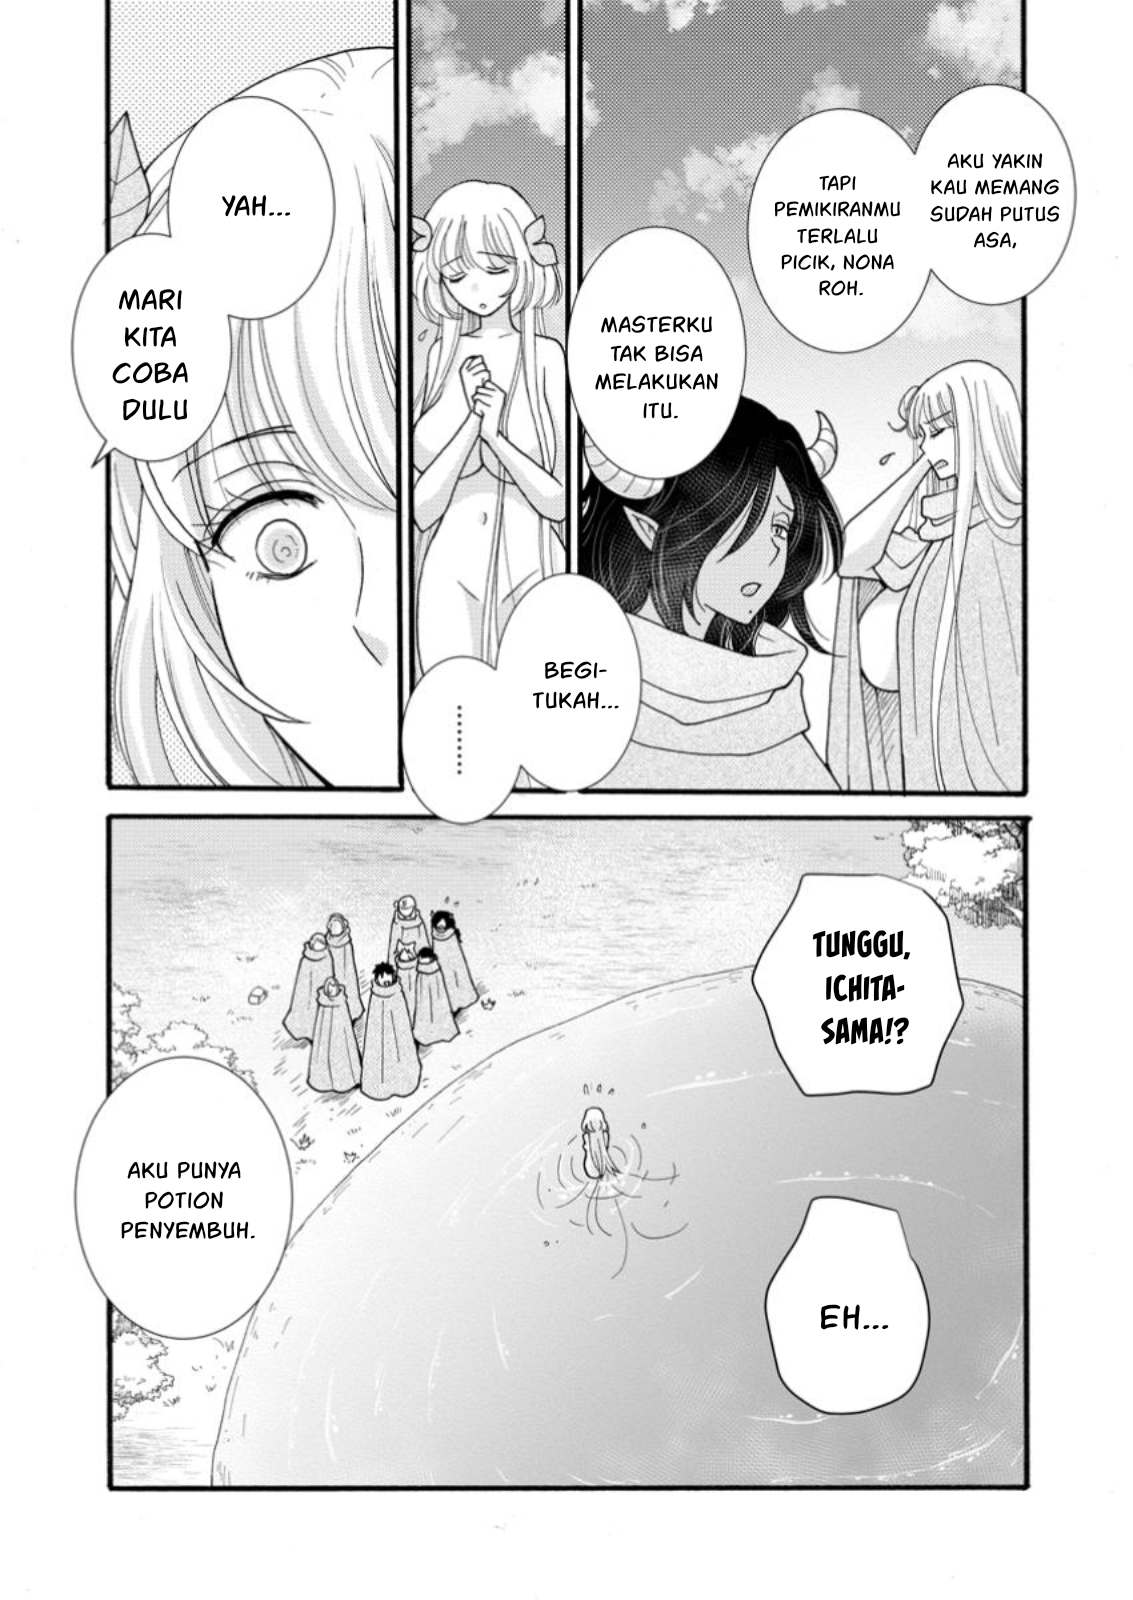 AKU YAKIN
KAU MEMANG
SUDAH PUTUS
ASA,
TAPI
PEMIKIRANMU
TERLALU
PICIK, NONA
ROH.
MASTERKU
TAK BISA
MELAKUKAN
ITU.
BEGI-
TUKAH...
.........
YAH...
MARI
KITA
COBA
DULU
TUNGGU,
ICHITA-
SAMA!?
EH...
AKU PUNYA
POTION
PENYEMBUH.